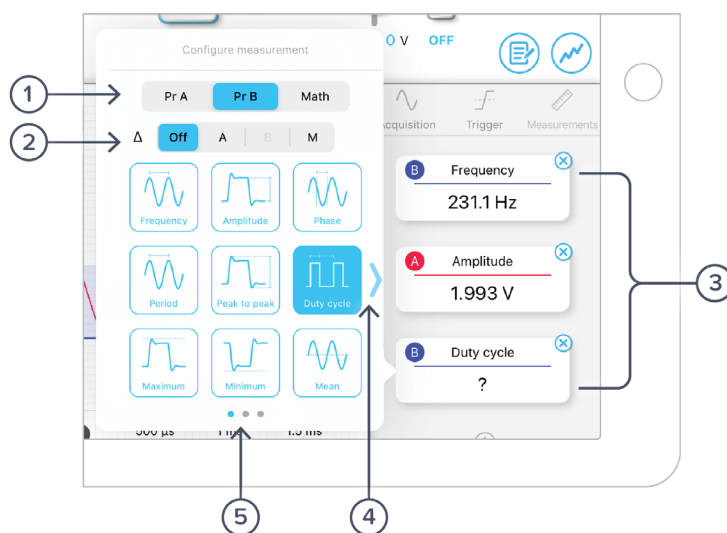 Configure measurement
0 V OFF
1
Pr A Pr B Math
Acquisition Trigger Measurements
2
Δ Off A B M
B Frequency
231.1 Hz
Frequency Amplitude Phase
A Amplitude
1.993 V
3
Period Peak to peak Duty cycle
B Duty cycle
?
Maximum Minimum Mean
500 µs 1 ms 1.5 ms
5 4